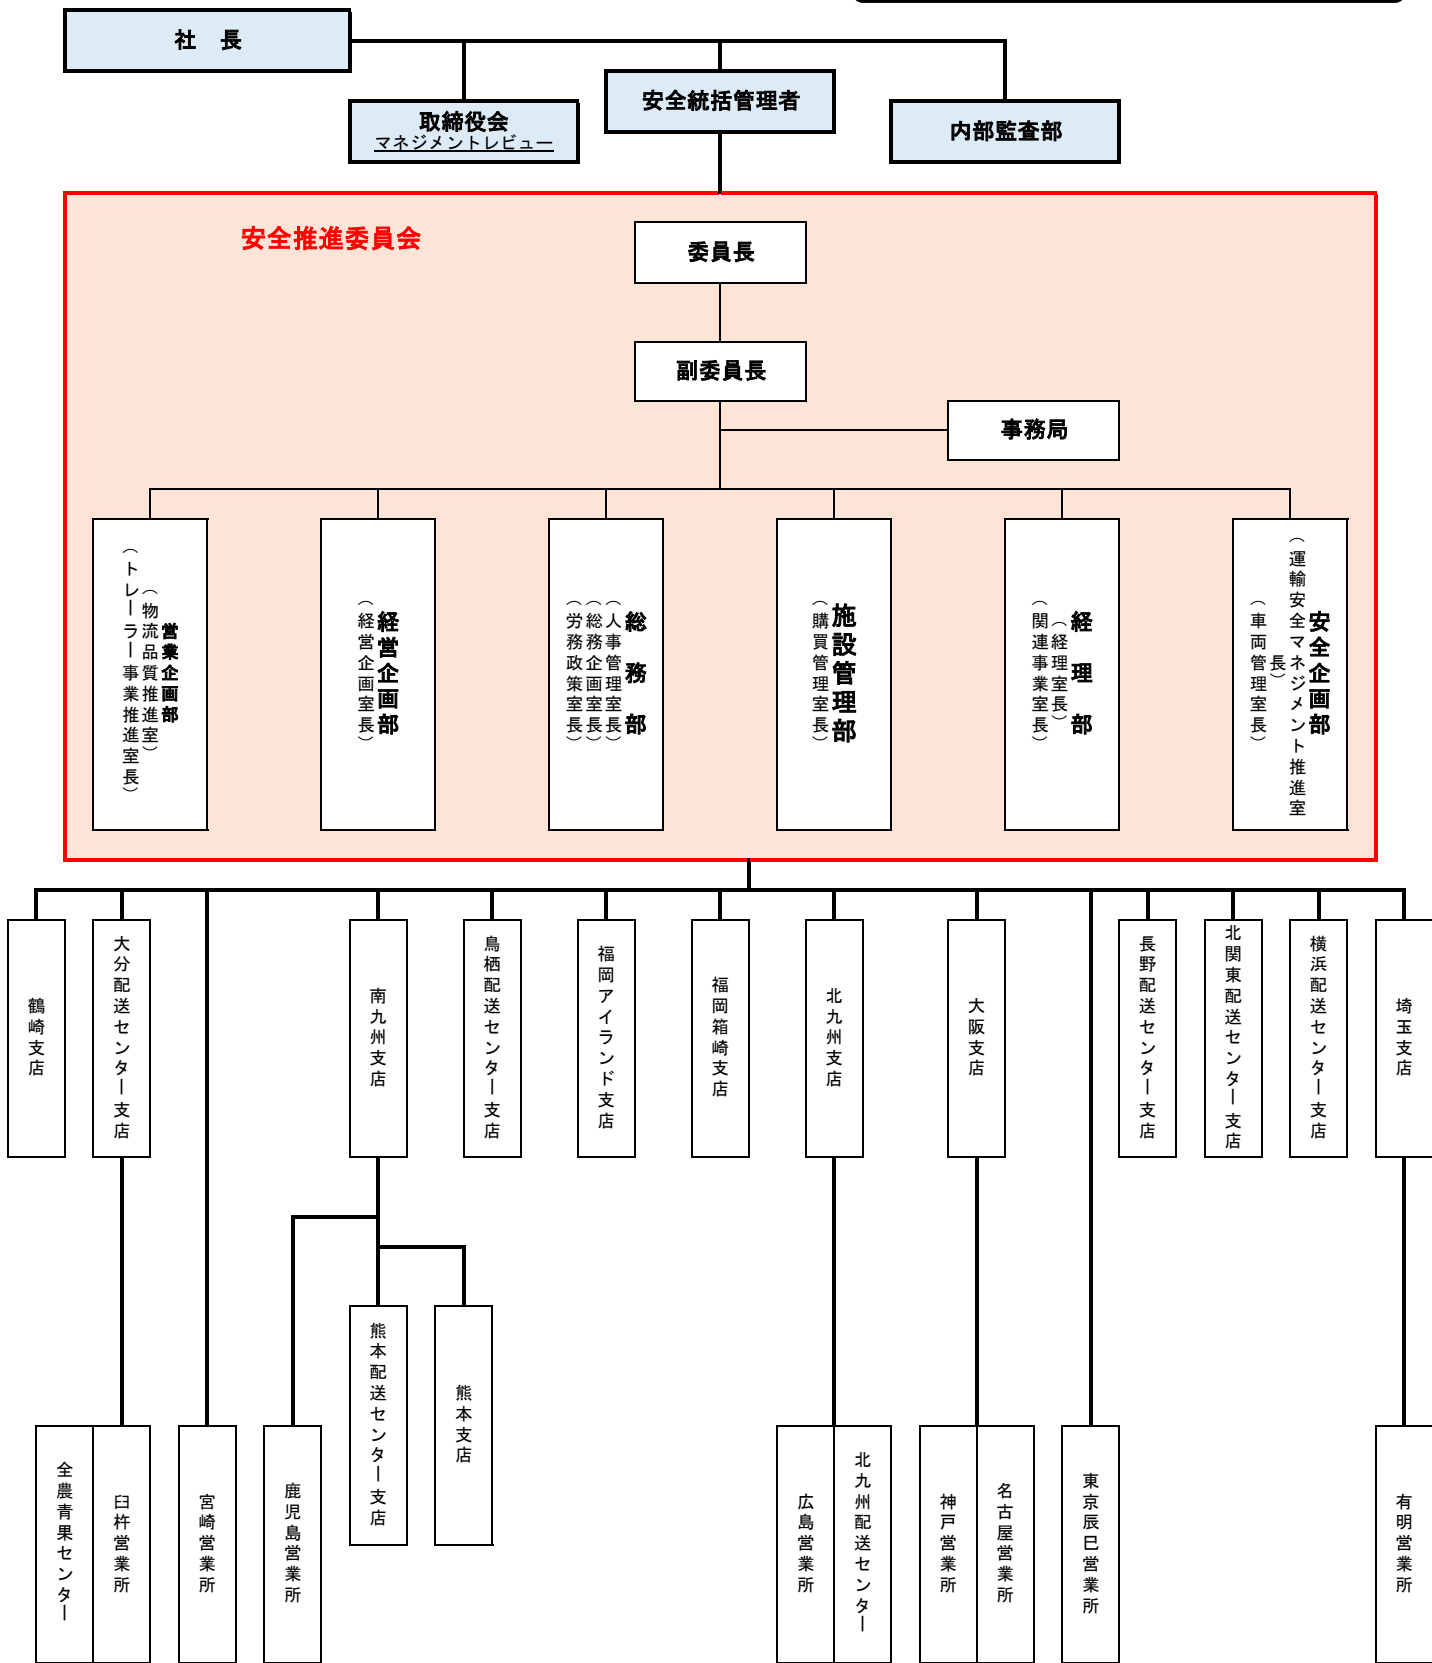 社　長
取締役会
マネジメントレビュー
安全統括管理者
内部監査部
安全推進委員会
委員長
副委員長
事務局
営業企画部
（物流品質推進室）
（トレーラー事業推進室長）
経営企画部
（経営企画室長）
総　務　部
（人事管理室長）
（総務企画室長）
（労務政策室長）
施設管理部
（購買管理室長）
経　理　部
（経理室長）
（関連事業室長）
安全企画部
（運輸安全マネジメント推進室
長）
（車両管理室長）
鶴崎支店
大分配送センター支店
南九州支店
鳥栖配送センター支店
福岡アイランド支店
福岡箱崎支店
北九州支店
大阪支店
長野配送センター支店
北関東配送センター支店
横浜配送センター支店
埼玉支店
熊本配送センター支店
熊本支店
全農青果センター
臼杵営業所
宮崎営業所
鹿児島営業所
広島営業所
北九州配送センター
神戸営業所
名古屋営業所
東京辰巳営業所
有明営業所